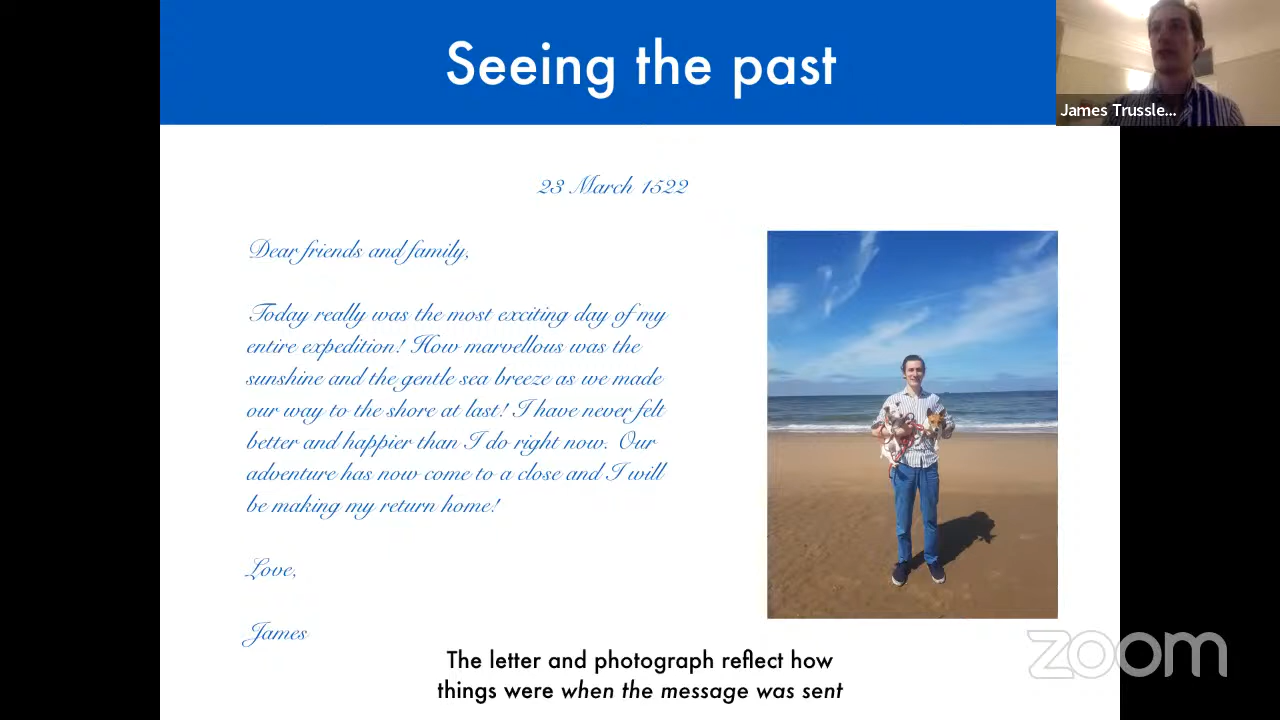 Seeing the past
James Trussle...
23 March 1522
Dear friends and family,
Today really was the most exciting day of my
entire expedition! How marvellous was the
sunshine and the gentle sea breeze as we made
our way to the shore at last! I have never felt
better and happier than I do right now. Our
adventure has now come to a close and I will
be making my return home!
Love,
James
The letter and photograph reflect how
things were when the message was sent
zoom